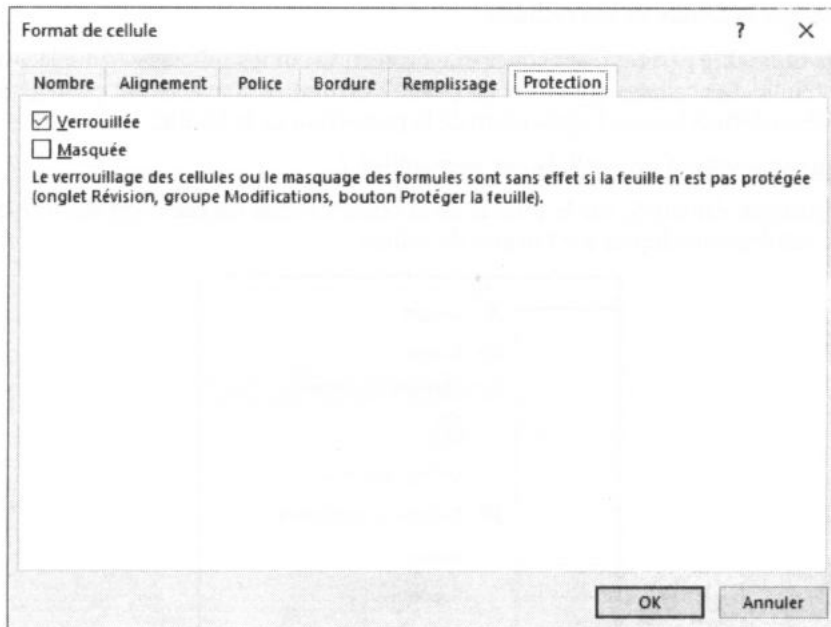 Format de cellule ? ×
Nombre Alignement Police Bordure Remplissage Protection
Verrouillée
Masquée
Le verrouillage des cellules ou le masquage des formules sont sans effet si la feuille n'est pas protégée
(onglet Révision, groupe Modifications, bouton Protéger la feuille).
OK Annuler